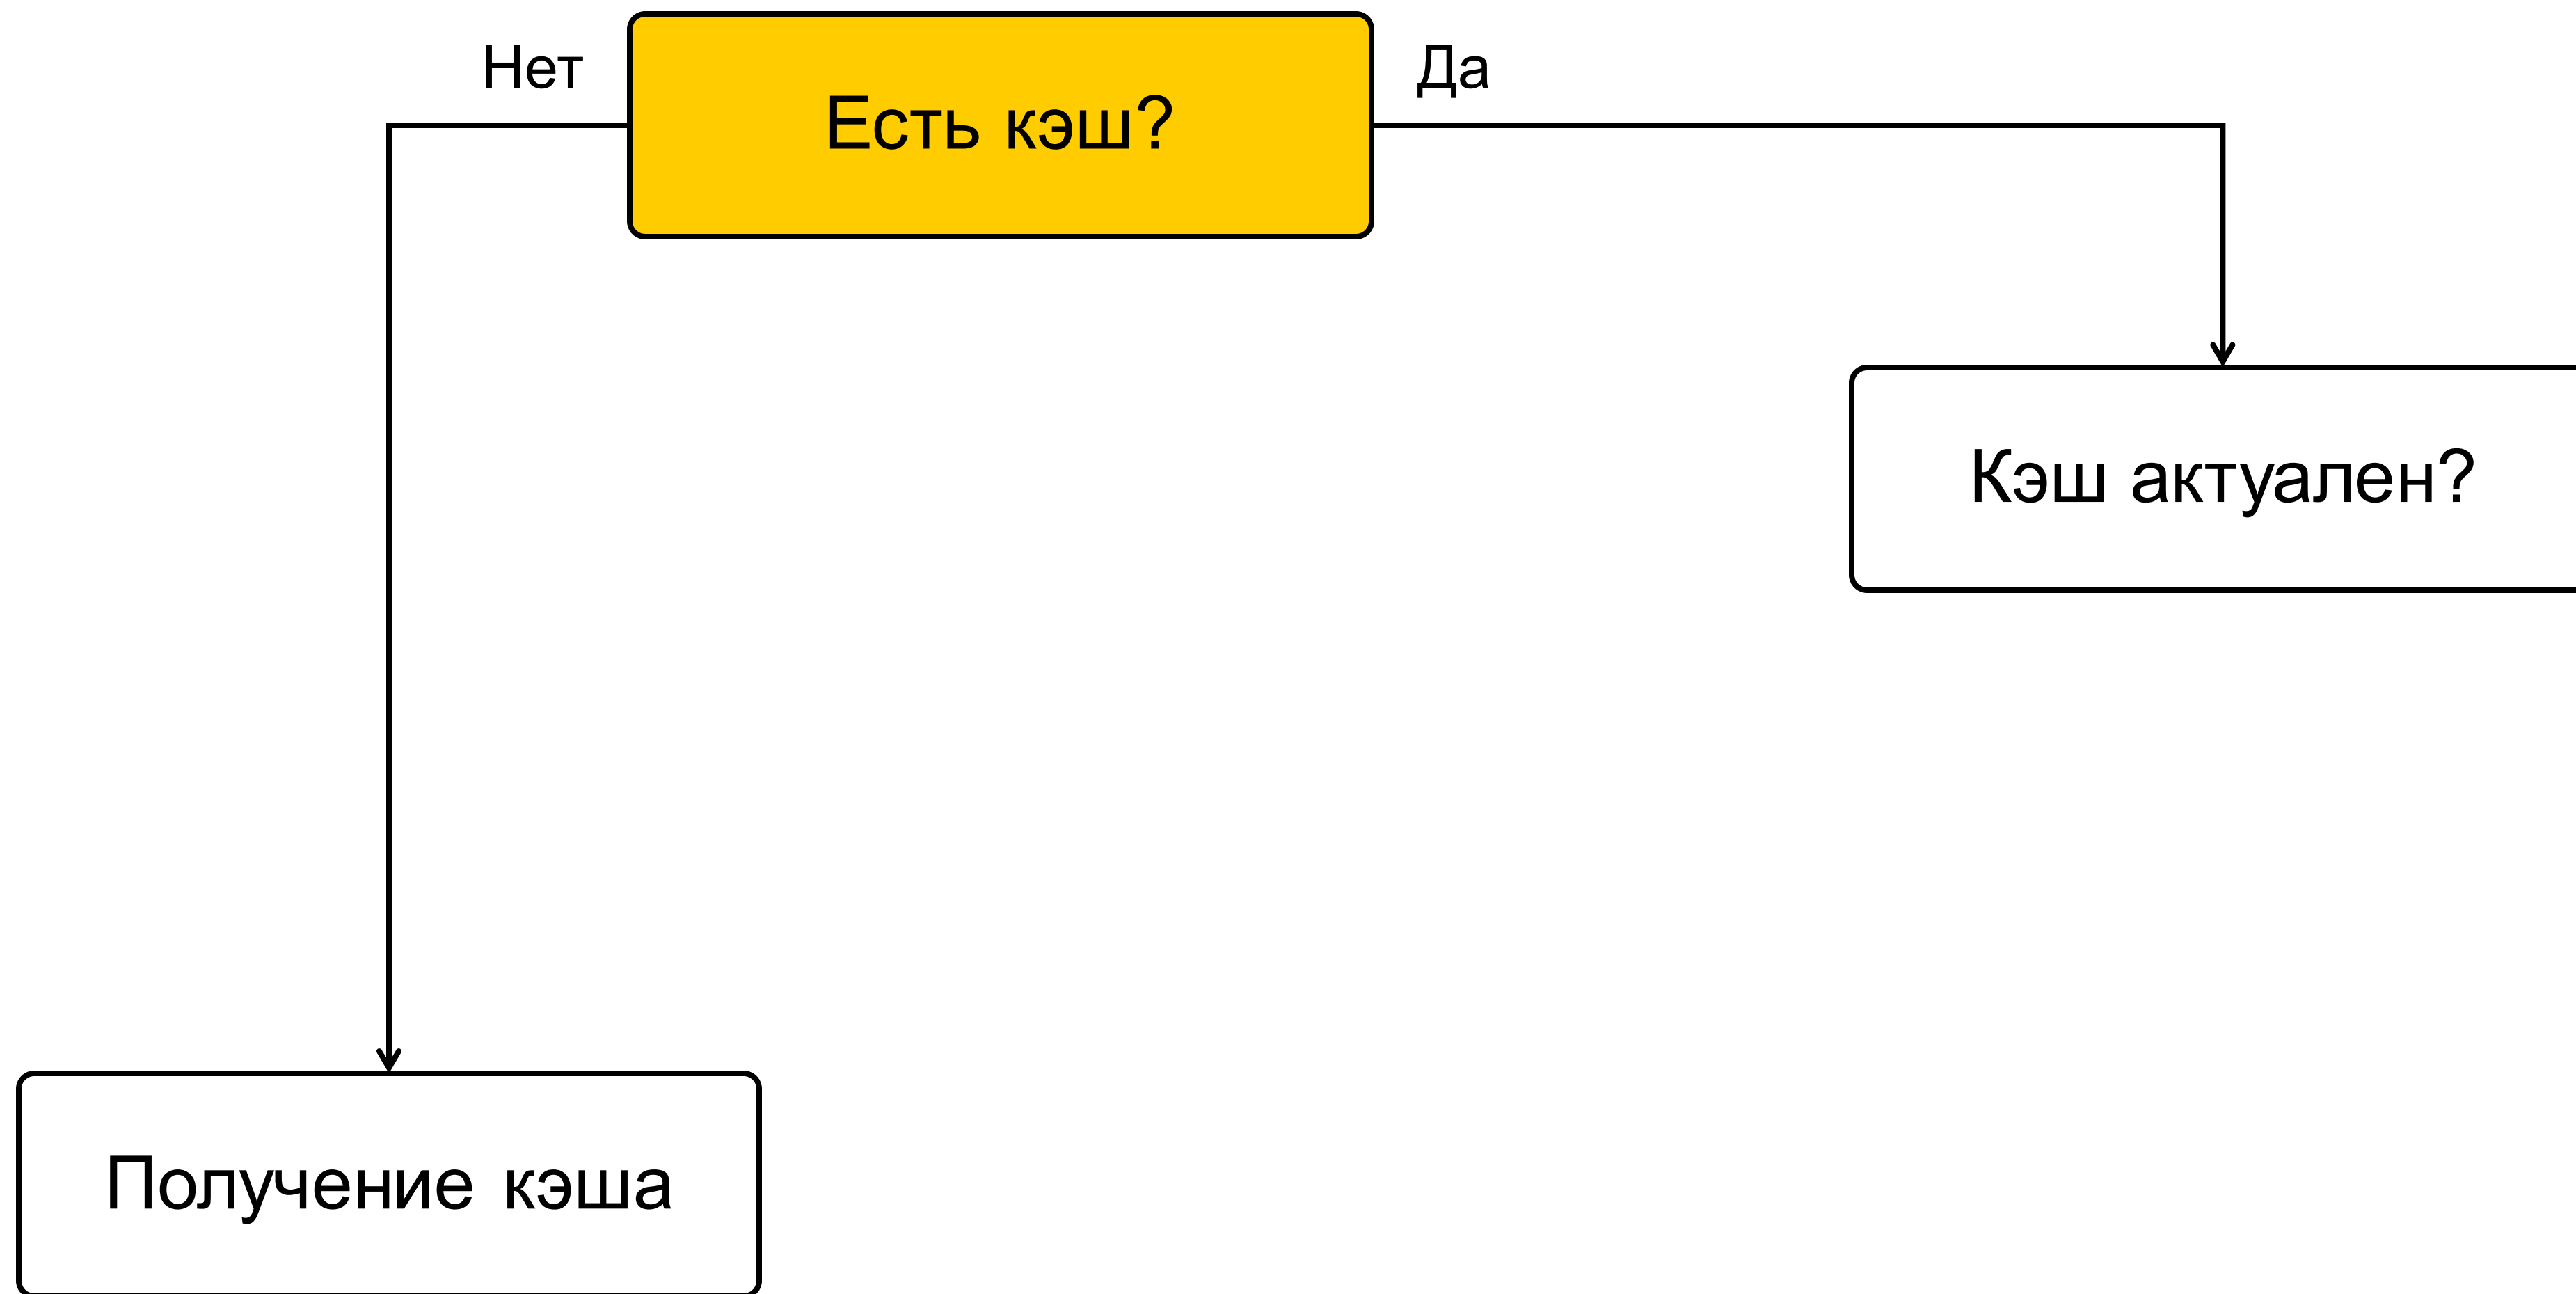 Нет
Есть кэш?
Да
Кэш актуален?
Получение кэша